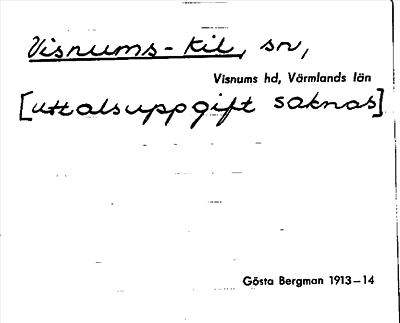 Visnums-Kil, sn,
Visnums hd, Värmlands län
[uttalsuppgift saknas]
Gösta Bergman 1913–14